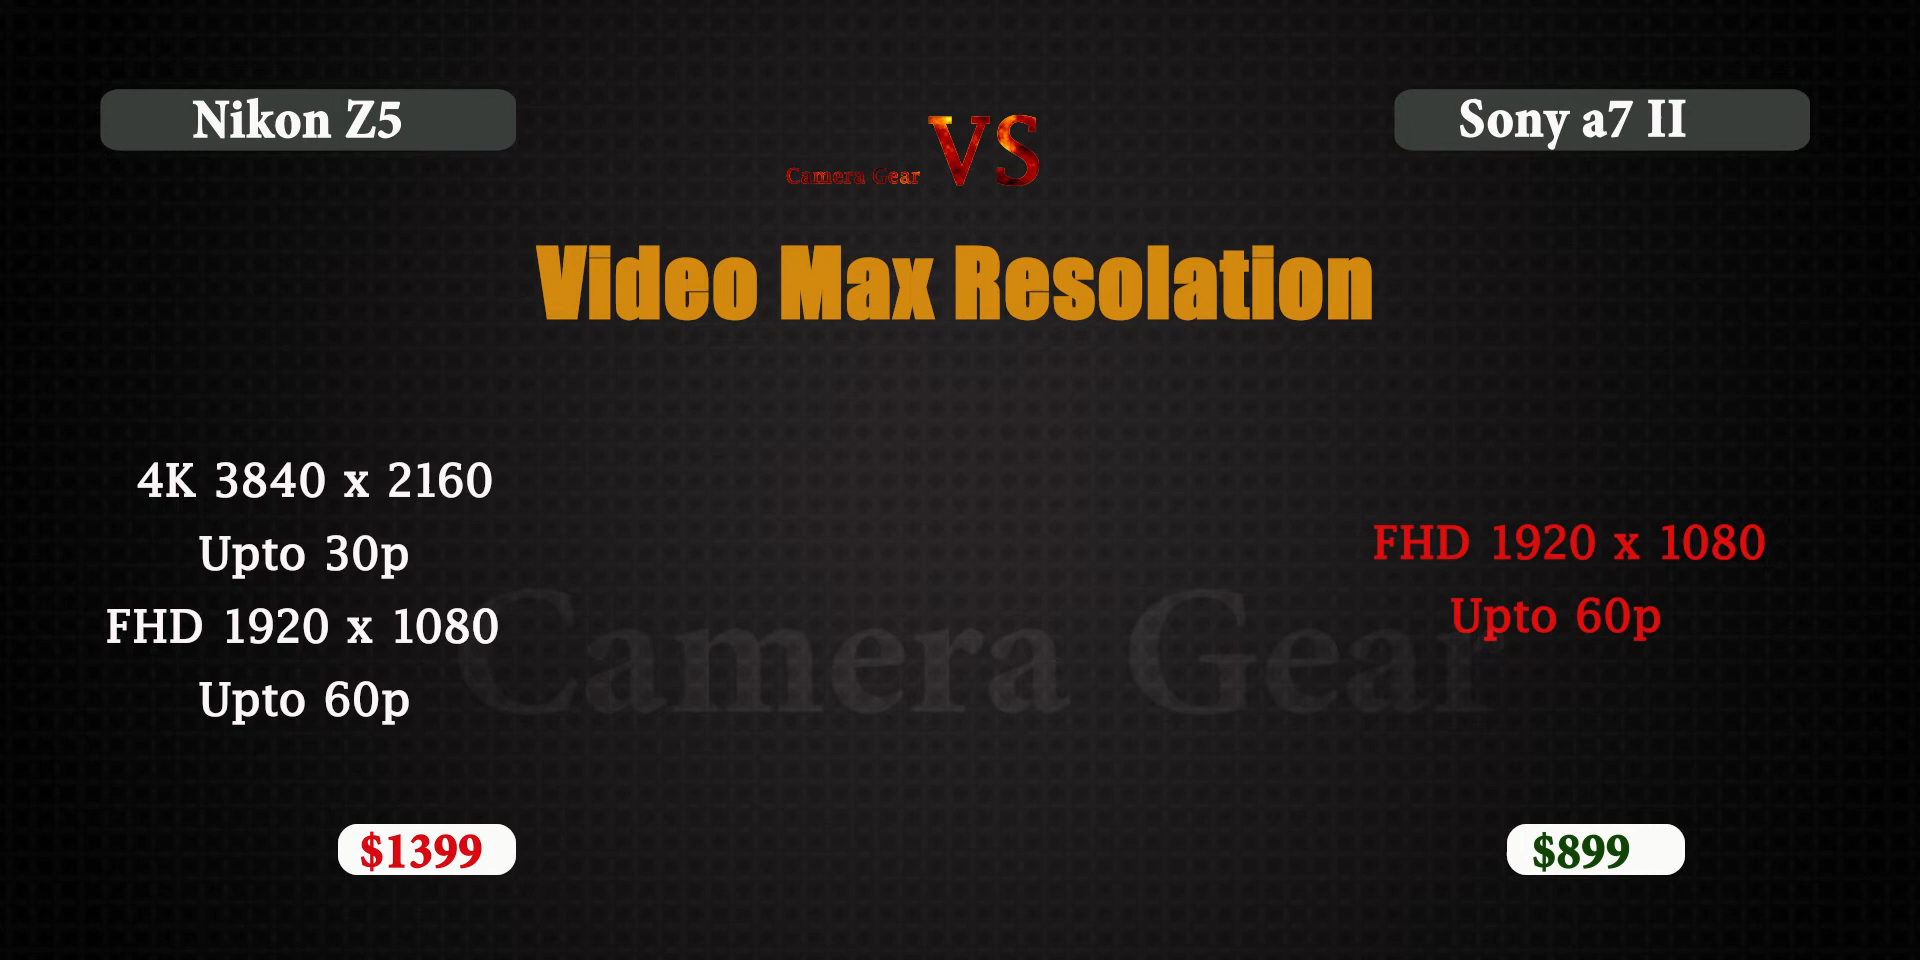 Nikon Z5
Camera Gear VS
Sony a7 II
Video Max Resolation
4K 3840 x 2160
Upto 30p
FHD 1920 x 1080
Upto 60p
FHD 1920 x 1080
Upto 60p
Camera Gear
$1399
$899